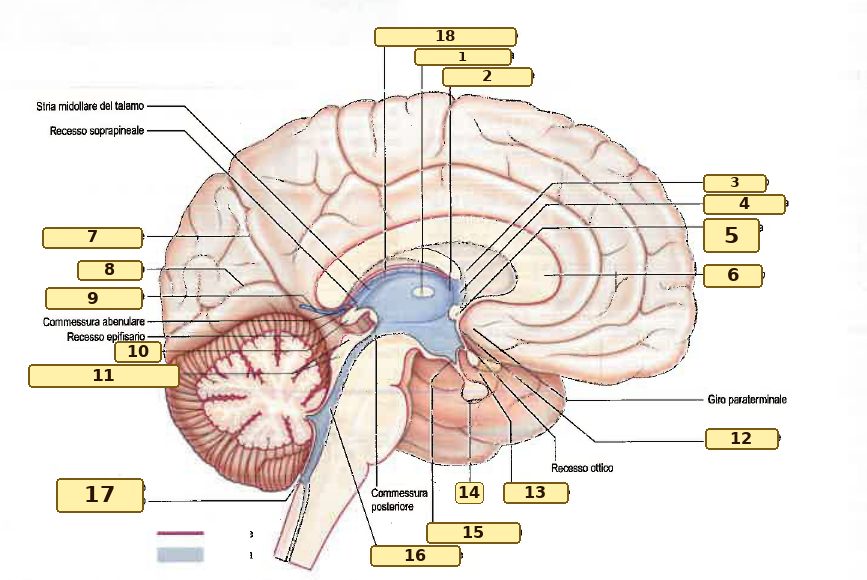 18
1
2
Stria midollare del talamo
Recesso soprapineale
3
4
5
7
8
6
9
Commessura abenulare
Recesso epifisario
10
11
Giro paraterminale
12
Recesso ottico
17
Commessura
posteriore
14
13
15
16